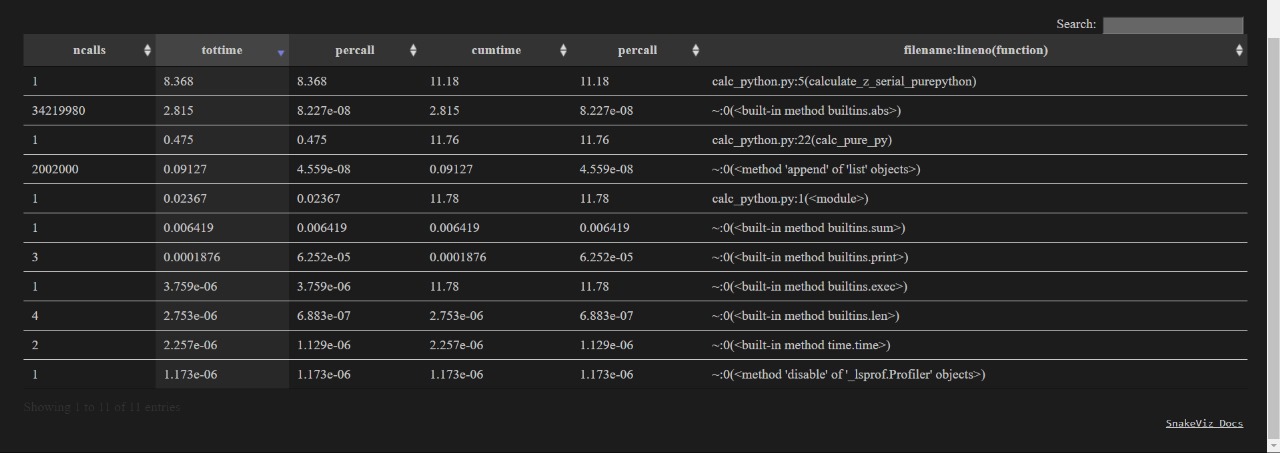 Search:
ncalls tottime percall cumtime percall filename:lineno(function)
1 8.368 8.368 11.18 11.18 calc_python.py:5(calculate_z_serial_purepython)
34219980 2.815 8.227e-08 2.815 8.227e-08 ~:0(<built-in method builtins.abs>)
1 0.475 0.475 11.76 11.76 calc_python.py:22(calc_pure_py)
2002000 0.09127 4.559e-08 0.09127 4.559e-08 ~:0(<method 'append' of 'list' objects>)
1 0.02367 0.02367 11.78 11.78 calc_python.py:1(<module>)
1 0.006419 0.006419 0.006419 0.006419 ~:0(<built-in method builtins.sum>)
3 0.0001876 6.252e-05 0.0001876 6.252e-05 ~:0(<built-in method builtins.print>)
1 3.759e-06 3.759e-06 11.78 11.78 ~:0(<built-in method builtins.exec>)
4 2.753e-06 6.883e-07 2.753e-06 6.883e-07 ~:0(<built-in method builtins.len>)
2 2.257e-06 1.129e-06 2.257e-06 1.129e-06 ~:0(<built-in method time.time>)
1 1.173e-06 1.173e-06 1.173e-06 1.173e-06 ~:0(<method 'disable' of '_lsprof.Profiler' objects>)
Showing 1 to 11 of 11 entries
SnakeViz Docs